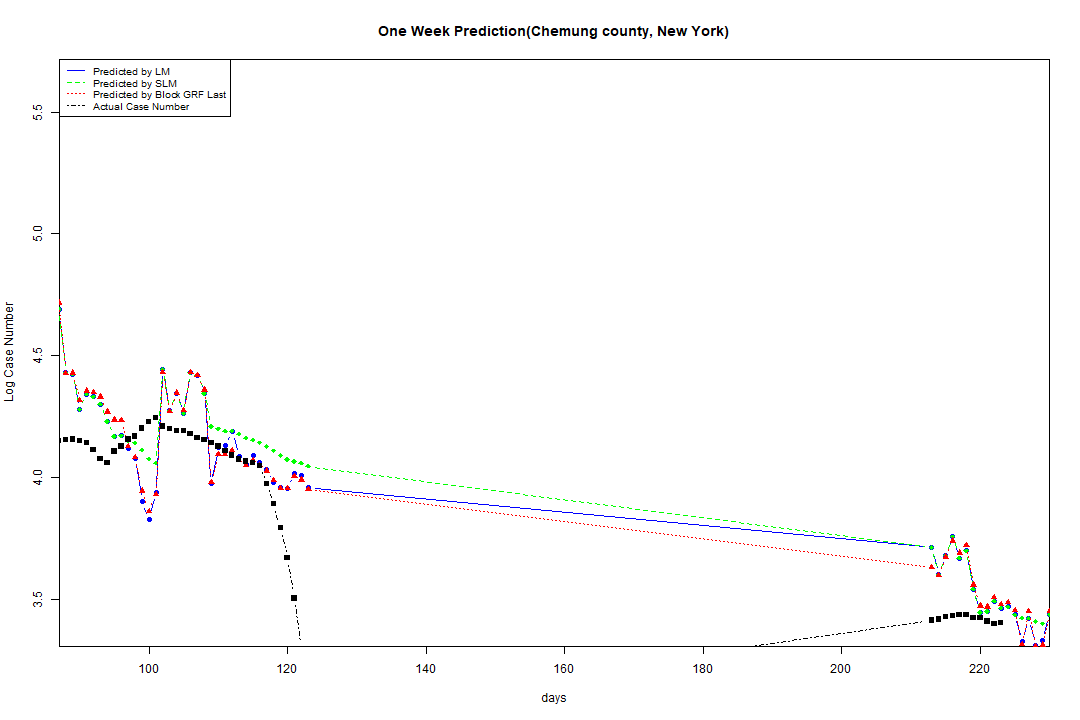 One Week Prediction(Chemung county, New York)
Predicted by LM
Predicted by SLM
Predicted by Block GRF Last
Actual Case Number
5.5
5.0
4.5
4.0
3.5
Log Case Number
100 120 140 160 180 200 220
days